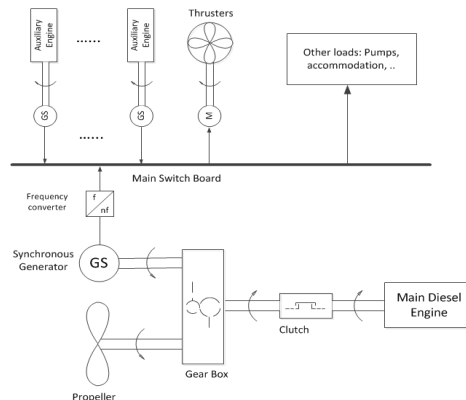 Thrusters
Auxiliary
Engine
......
Auxiliary
Engine
Other loads: Pumps,
accommodation, ..
GS
......
GS
M
Main Switch Board
Frequency
converter
f
nf
Synchronous
Generator
GS
Main Diesel
Engine
Clutch
Gear Box
Propeller